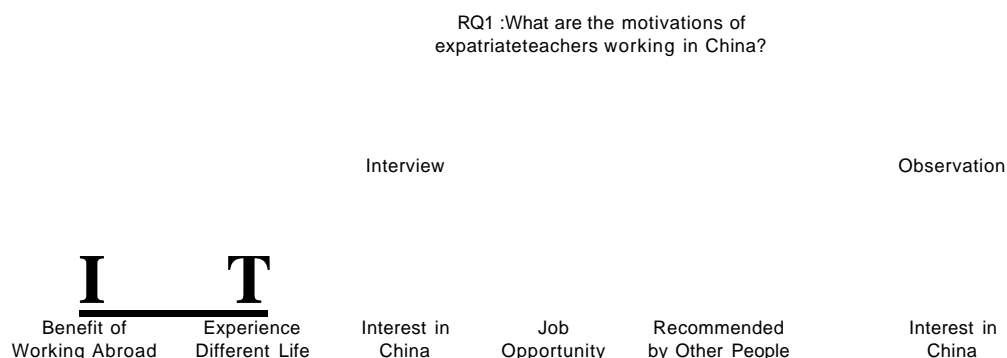 RQ1 :What are the motivations of
expatriateteachers working in China?
Interview Observation
I T
Benefit of Experience Interest in Job Recommended Interest in
Working Abroad Different Life China Opportunity by Other People China